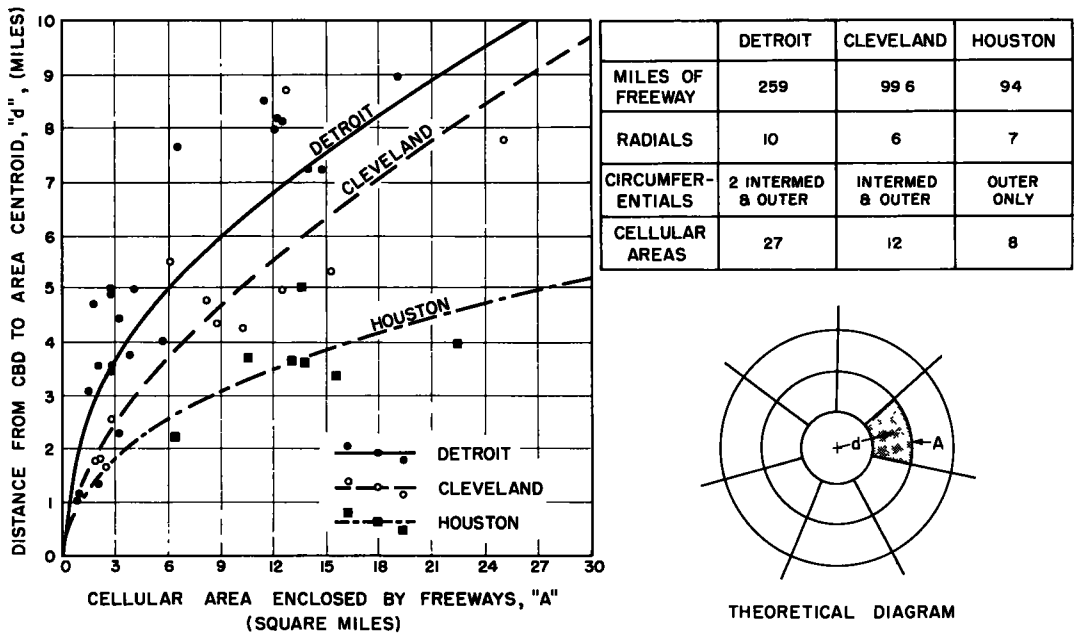 DISTANCE FROM CBD TO AREA CENTROID, "d", (MILES)
10
9
8
7
6
5
4
3
2
1
0
0 3 6 9 12 15 18 21 24 27 30
CELLULAR AREA ENCLOSED BY FREEWAYS, "A"
(SQUARE MILES)
DETROIT
CLEVELAND
HOUSTON
DETROIT
CLEVELAND
HOUSTON
DETROIT CLEVELAND HOUSTON
MILES OF FREEWAY 259 99 6 94
RADIALS 10 6 7
CIRCUMFER-ENTIALS 2 INTERMED & OUTER INTERMED & OUTER OUTER ONLY
CELLULAR AREAS 27 12 8
d
A
THEORETICAL DIAGRAM